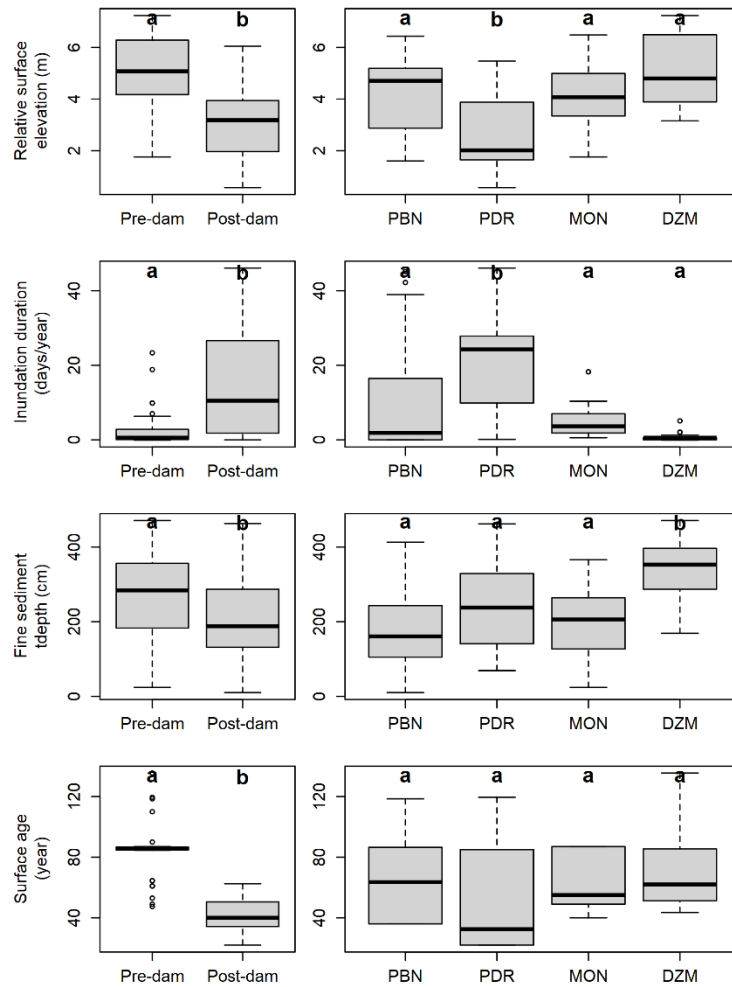 a b a b a a
Relative surface
elevation (m)
6
4
2
6
4
2
Pre-dam Post-dam PBN PDR MON DZM
a b a b a a
Inundation duration
(days/year)
40
20
0
40
20
0
Pre-dam Post-dam PBN PDR MON DZM
a b a a a b
Fine sediment
tdepth (cm)
400
200
0
400
200
0
Pre-dam Post-dam PBN PDR MON DZM
a b a a a a
Surface age
(year)
120
80
40
120
80
40
Pre-dam Post-dam PBN PDR MON DZM